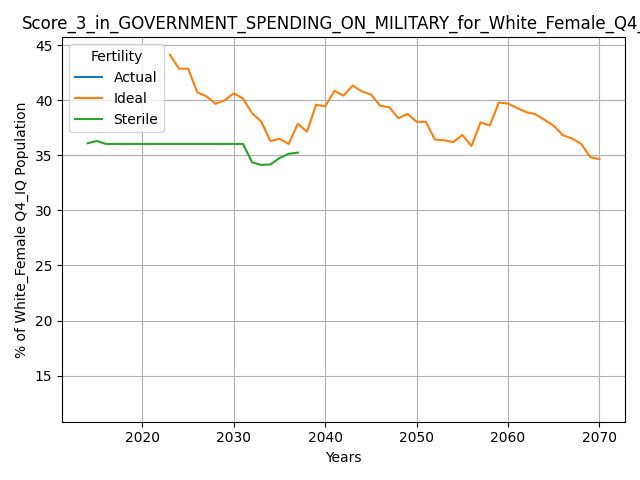 Score_3_in_GOVERNMENT_SPENDING_ON_MILITARY_for_White_Female_Q4_
Fertility
Actual
Ideal
Sterile
% of White_Female Q4_IQ Population
45
40
35
30
25
20
15
2020 2030 2040 2050 2060 2070
Years